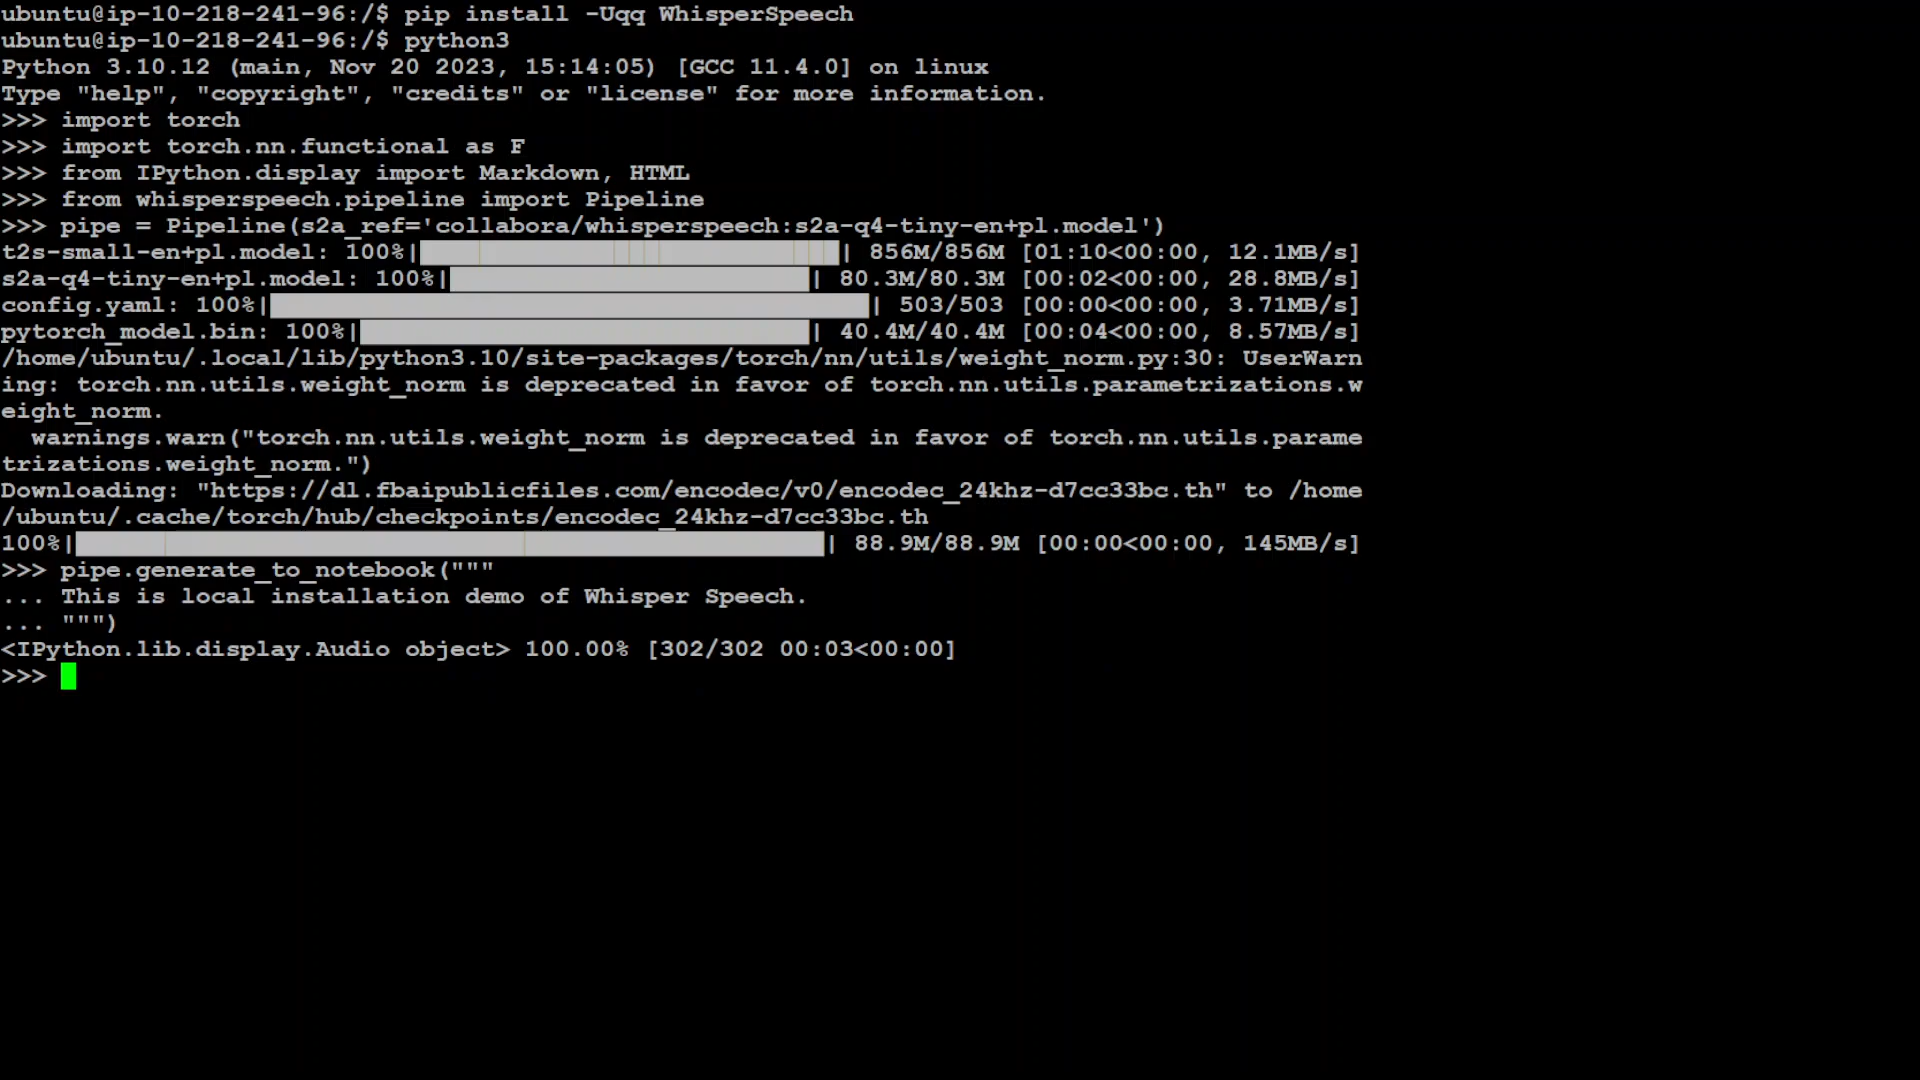 ubuntu@ip-10-218-241-96:/$ pip install -Uqq WhisperSpeech
ubuntu@ip-10-218-241-96:/$ python3
Python 3.10.12 (main, Nov 20 2023, 15:14:05) [GCC 11.4.0] on linux
Type "help", "copyright", "credits" or "license" for more information.
>>> import torch
>>> import torch.nn.functional as F
>>> from IPython.display import Markdown, HTML
>>> from whisperspeech.pipeline import Pipeline
>>> pipe = Pipeline(s2a_ref='collabora/whisperspeech:s2a-q4-tiny-en+pl.model')
t2s-small-en+pl.model: 100%|| 856M/856M [01:10<00:00, 12.1MB/s]
s2a-q4-tiny-en+pl.model: 100%|| 80.3M/80.3M [00:02<00:00, 28.8MB/s]
config.yaml: 100%|| 503/503 [00:00<00:00, 3.71MB/s]
pytorch_model.bin: 100%|| 40.4M/40.4M [00:04<00:00, 8.57MB/s]
/home/ubuntu/.local/lib/python3.10/site-packages/torch/nn/utils/weight_norm.py:30: UserWarn
ing: torch.nn.utils.weight_norm is deprecated in favor of torch.nn.utils.parametrizations.w
eight_norm.
  warnings.warn("torch.nn.utils.weight_norm is deprecated in favor of torch.nn.utils.parame
trizations.weight_norm.")
Downloading: "https://dl.fbaipublicfiles.com/encodec/v0/encodec_24khz-d7cc33bc.th" to /home
/ubuntu/.cache/torch/hub/checkpoints/encodec_24khz-d7cc33bc.th
100%|| 88.9M/88.9M [00:00<00:00, 145MB/s]
>>> pipe.generate_to_notebook("""
... This is local installation demo of Whisper Speech.
... """)
<IPython.lib.display.Audio object> 100.00% [302/302 00:03<00:00]
>>>